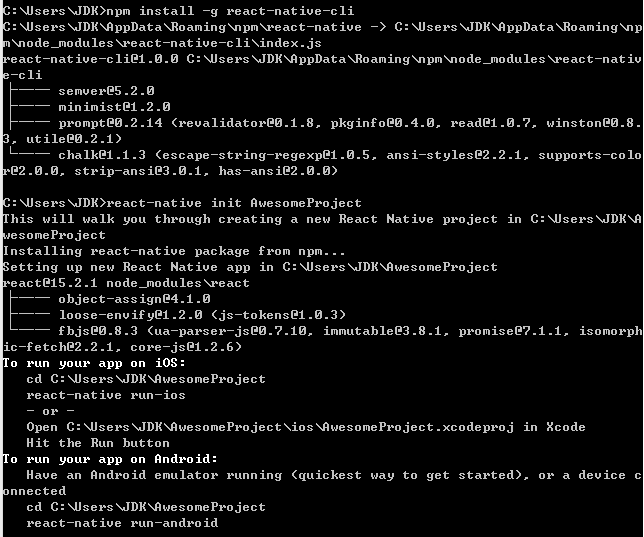 C:\Users\JDK>npm install -g react-native-cli
C:\Users\JDK\AppData\Roaming\npm\react-native -> C:\Users\JDK\AppData\Roaming\np
m\node_modules\react-native-cli\index.js
react-native-cli@1.0.0 C:\Users\JDK\AppData\Roaming\npm\node_modules\react-nativ
e-cli
├── semver@5.2.0
├── minimist@1.2.0
├── prompt@0.2.14 (revalidator@0.1.8, pkginfo@0.4.0, read@1.0.7, winston@0.8.
3, utile@0.2.1)
└── chalk@1.1.3 (escape-string-regexp@1.0.5, ansi-styles@2.2.1, supports-colo
r@2.0.0, strip-ansi@3.0.1, has-ansi@2.0.0)
C:\Users\JDK>react-native init AwesomeProject
This will walk you through creating a new React Native project in C:\Users\JDK\A
wesomeProject
Installing react-native package from npm...
Setting up new React Native app in C:\Users\JDK\AwesomeProject
react@15.2.1 node_modules\react
├── object-assign@4.1.0
├── loose-envify@1.2.0 (js-tokens@1.0.3)
└── fbjs@0.8.3 (ua-parser-js@0.7.10, immutable@3.8.1, promise@7.1.1, isomorph
ic-fetch@2.2.1, core-js@1.2.6)
To run your app on iOS:
cd C:\Users\JDK\AwesomeProject
react-native run-ios
- or -
Open C:\Users\JDK\AwesomeProject\ios\AwesomeProject.xcodeproj in Xcode
Hit the Run button
To run your app on Android:
Have an Android emulator running (quickest way to get started), or a device c
onnected
cd C:\Users\JDK\AwesomeProject
react-native run-android